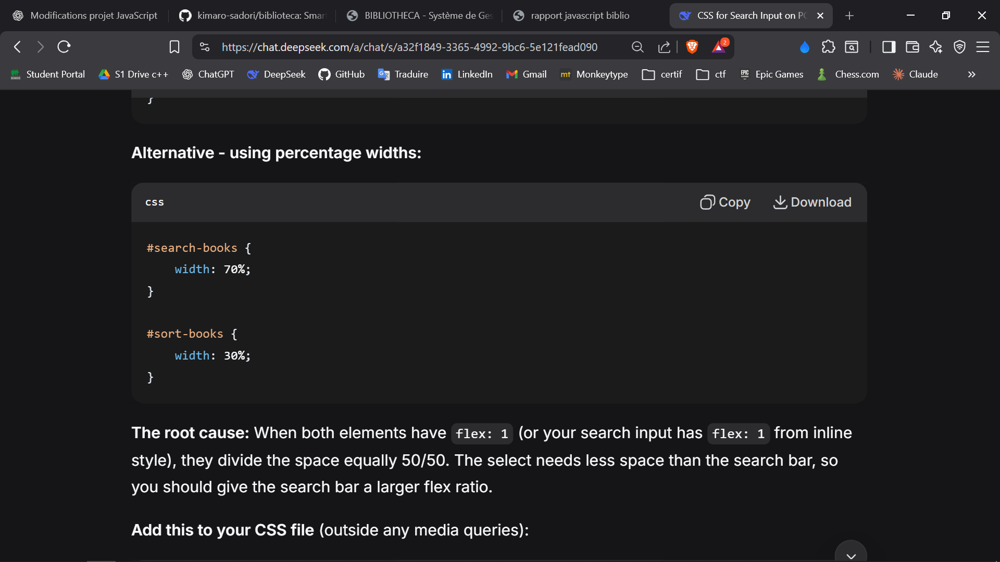 Modifications projet JavaScript
kimaro-sadori/biblioteca: Smar
BIBLIOTHECA - Système de Ges
rapport javascript biblio
CSS for Search Input on PC
https://chat.deepseek.com/a/chat/s/a32f1849-3365-4992-9bc6-5e121fead090
2
Student Portal
S1 Drive c++
ChatGPT
DeepSeek
GitHub
Traduire
LinkedIn
Gmail
mt Monkeytype
certif
ctf
EPIC Epic Games
Chess.com
Claude
}
Alternative - using percentage widths:
css
Copy
Download
#search-books {
width: 70%;
}
#sort-books {
width: 30%;
}
The root cause: When both elements have flex: 1 (or your search input has flex: 1 from inline
style), they divide the space equally 50/50. The select needs less space than the search bar, so
you should give the search bar a larger flex ratio.
Add this to your CSS file (outside any media queries):